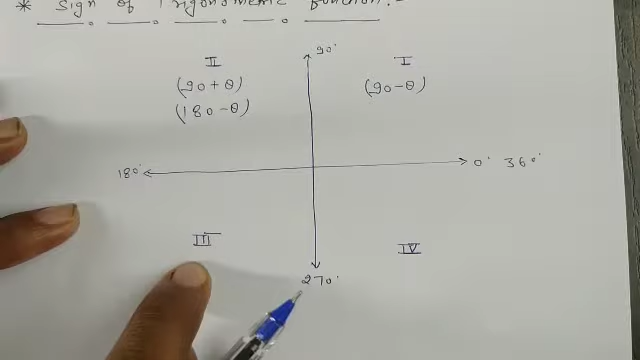 * Sign of Trigonometric function:-
90°
II
I
(90+θ)
(90-θ)
(180-θ)
180°
0° 360°
III
IV
270°